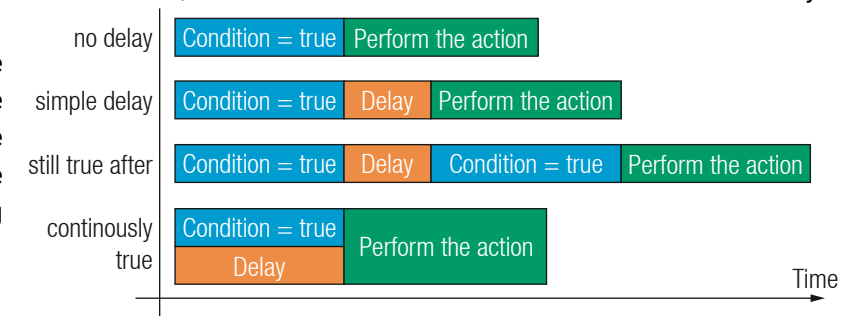 no delay Condition = true Perform the action
simple delay Condition = true Delay Perform the action
still true after Condition = true Delay Condition = true Perform the action
continously
true
Condition = true
Delay
Perform the action
Time